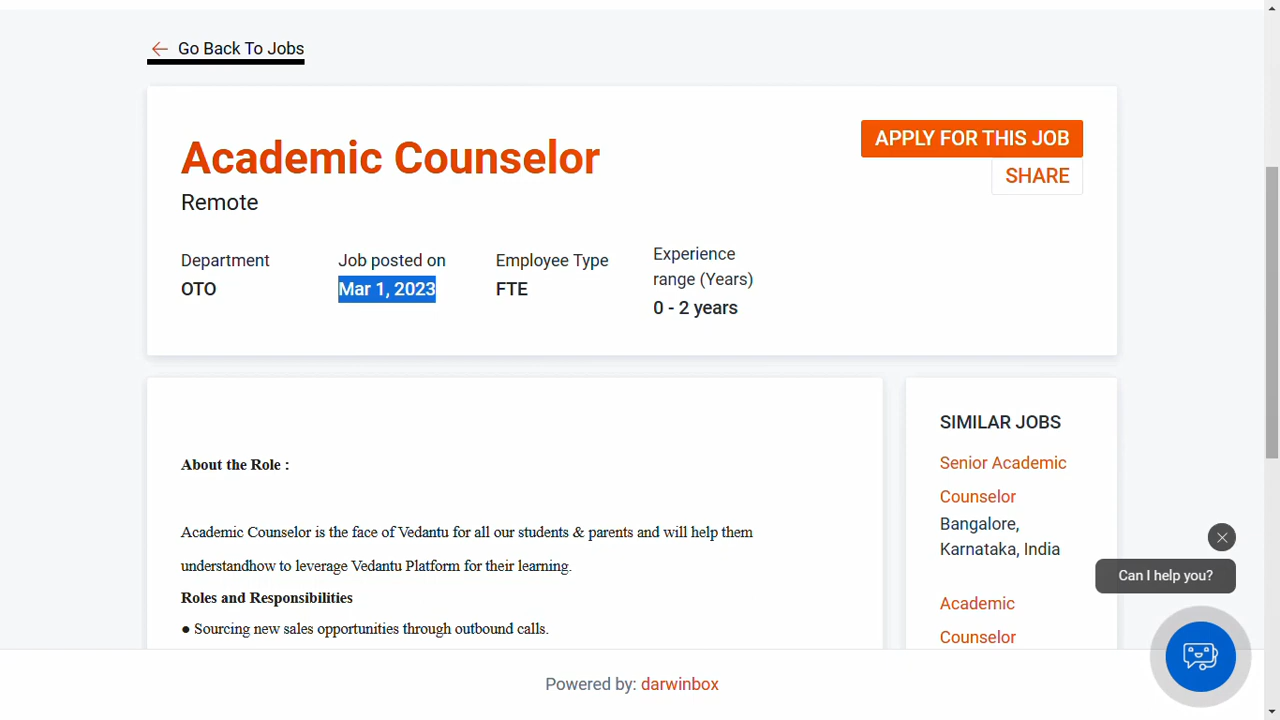 Go Back To Jobs
Academic Counselor
APPLY FOR THIS JOB
SHARE
Remote
Department
OTO
Job posted on
Mar 1, 2023
Employee Type
FTE
Experience
range (Years)
0 - 2 years
About the Role :
Academic Counselor is the face of Vedantu for all our students & parents and will help them
understandhow to leverage Vedantu Platform for their learning.
Roles and Responsibilities
● Sourcing new sales opportunities through outbound calls.
SIMILAR JOBS
Senior Academic
Counselor
Bangalore,
Karnataka, India
Academic
Counselor
Can I help you?
Powered by: darwinbox